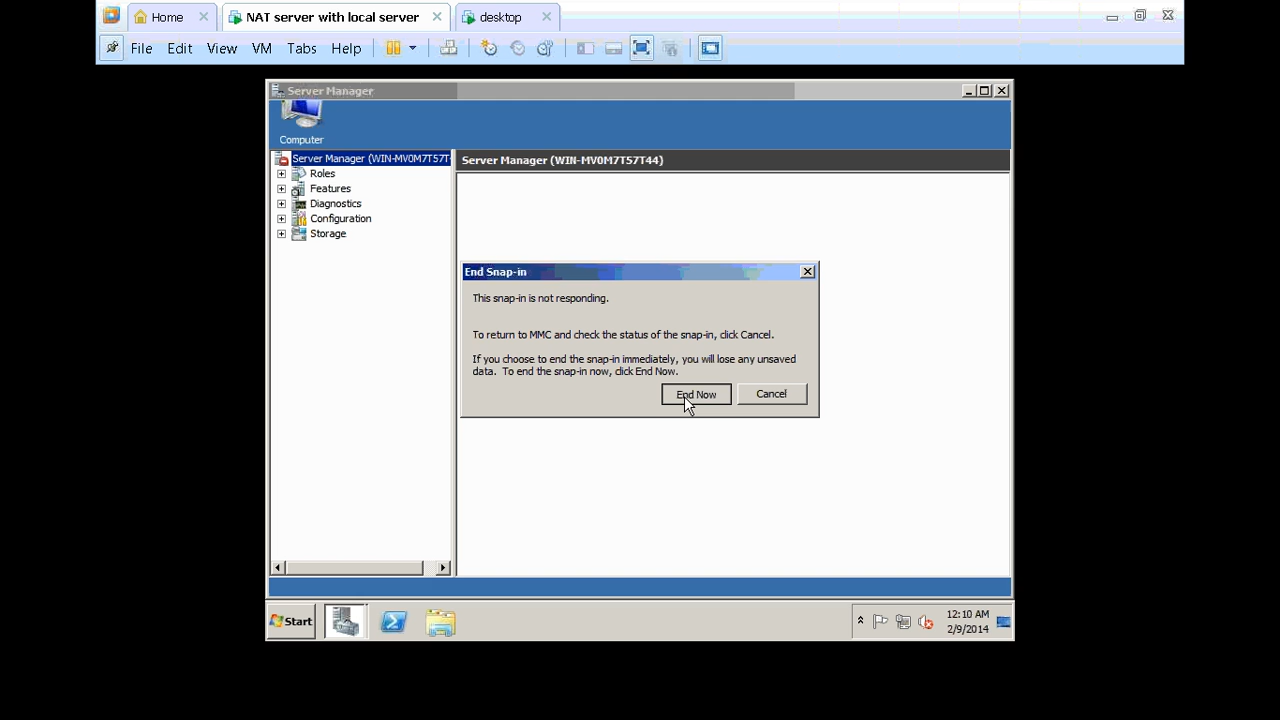 Home
NAT server with local server
desktop
File Edit View VM Tabs Help
Server Manager
Computer
Server Manager (WIN-MV0M7T57T
Server Manager (WIN-MV0M7T57T44)
Roles
Features
Diagnostics
Configuration
Storage
End Snap-in
This snap-in is not responding.
To return to MMC and check the status of the snap-in, click Cancel.
If you choose to end the snap-in immediately, you will lose any unsaved
data. To end the snap-in now, click End Now.
End Now Cancel
Start
12:10 AM
2/9/2014